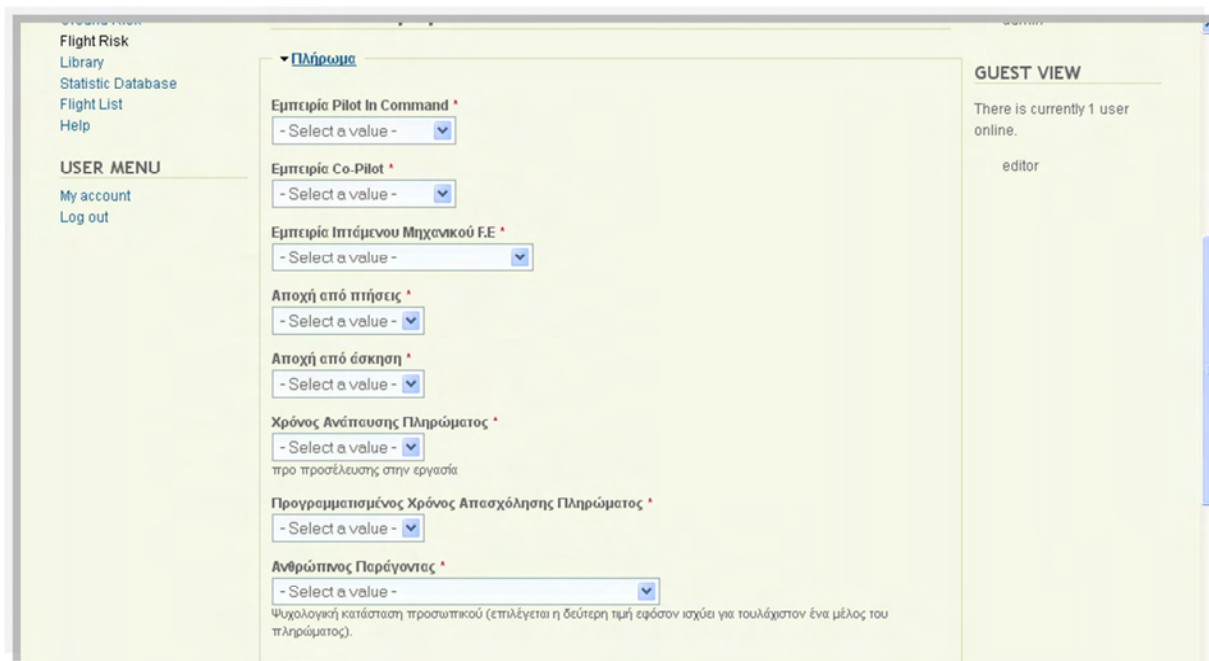 Flight Risk
Library
Statistic Database
Flight List
Help
USER MENU
My account
Log out
Πλήρωμα
Εμπειρία Pilot In Command *
- Select a value -
Εμπειρία Co-Pilot *
- Select a value -
Εμπειρία Ιπτάμενου Μηχανικού F.E *
- Select a value -
Αποχή από πτήσεις *
- Select a value -
Αποχή από άσκηση *
- Select a value -
Χρόνος Ανάπαυσης Πληρώματος *
- Select a value -
προ προσέλευσης στην εργασία
Προγραμματισμένος Χρόνος Απασχόλησης Πληρώματος *
- Select a value -
Ανθρώπινος Παράγοντας *
- Select a value -
Ψυχολογική κατάσταση προσωπικού (επιλέγεται η δεύτερη τιμή εφόσον ισχύει για τουλάχιστον ένα μέλος του
πληρώματος).
GUEST VIEW
There is currently 1 user
online.
editor